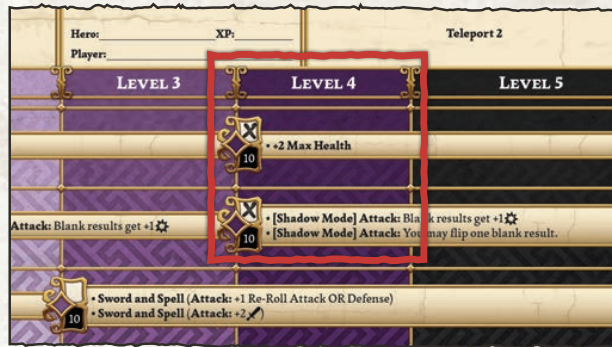 Hero: XP:
Player:
Teleport 2
LEVEL 3 LEVEL 4 LEVEL 5
X
10
• +2 Max Health
Attack: Blank results get +1
X
10
• [Shadow Mode] Attack: Blank results get +1
• [Shadow Mode] Attack: You may flip one blank result.
10
• Sword and Spell (Attack: +1 Re-Roll Attack OR Defense)
• Sword and Spell (Attack: +2 )